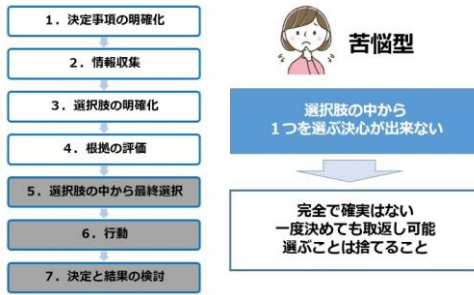 1．決定事項の明確化
2．情報収集
3．選択肢の明確化
4．根拠の評価
5．選択肢の中から最終選択
6．行動
7．決定と結果の検討
苦悩型
選択肢の中から
１つを選ぶ決心が出来ない
完全で確実はない
一度決めても取返し可能
選ぶことは捨てること